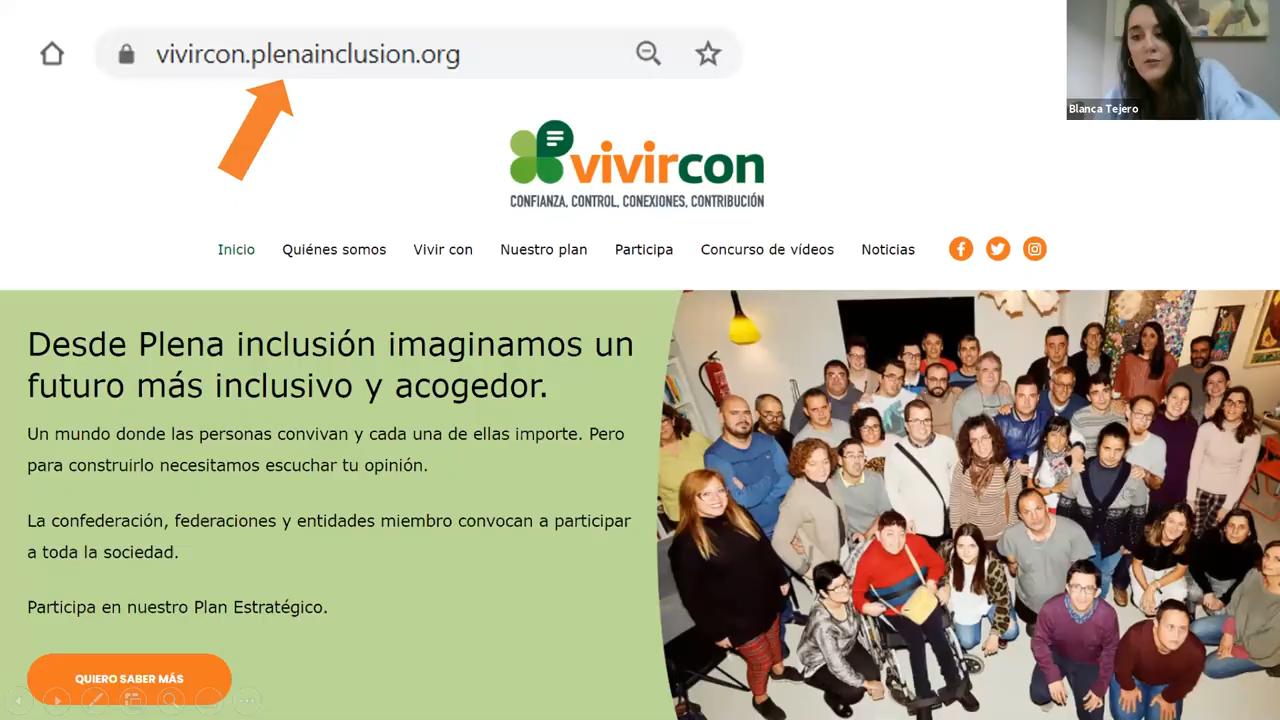 vivircon.plenainclusion.org
Blanca Tejero
vivircon
CONFIANZA, CONTROL, CONEXIONES, CONTRIBUCIÓN
Inicio Quiénes somos Vivir con Nuestro plan Participa Concurso de vídeos Noticias
Desde Plena inclusión imaginamos un
futuro más inclusivo y acogedor.
Un mundo donde las personas convivan y cada una de ellas importe. Pero
para construirlo necesitamos escuchar tu opinión.
La confederación, federaciones y entidades miembro convocan a participar
a toda la sociedad.
Participa en nuestro Plan Estratégico.
QUIERO SABER MÁS